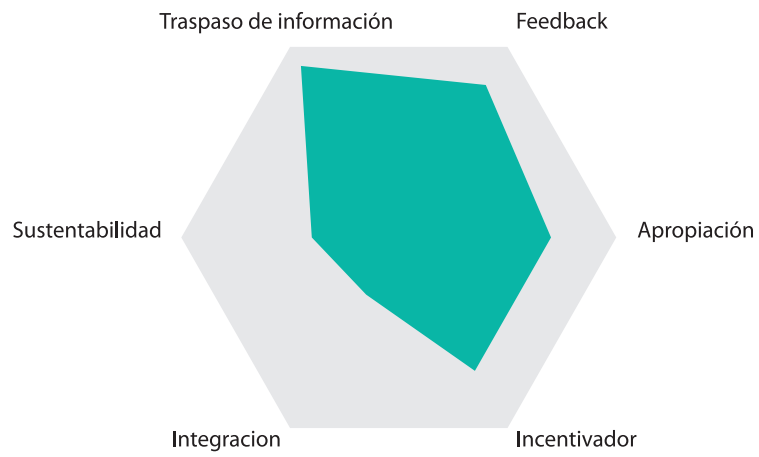 Traspaso de información
Feedback
Sustentabilidad
Apropiación
Integracion
Incentivador